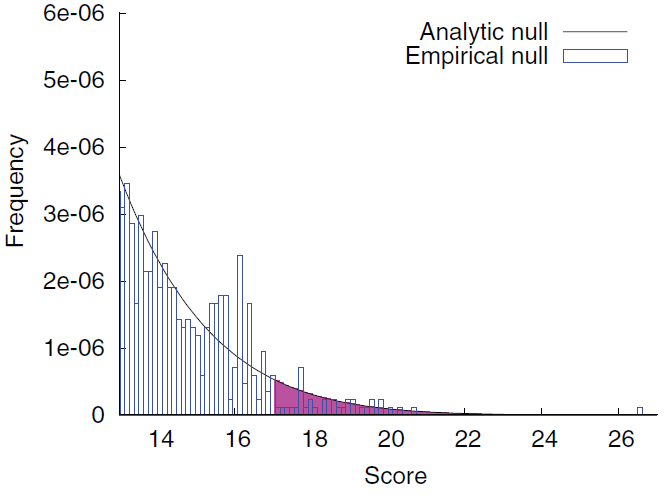 6e-06
5e-06
4e-06
3e-06
2e-06
1e-06
0
Frequency
Analytic null
Empirical null
14 16 18 20 22 24 26
Score